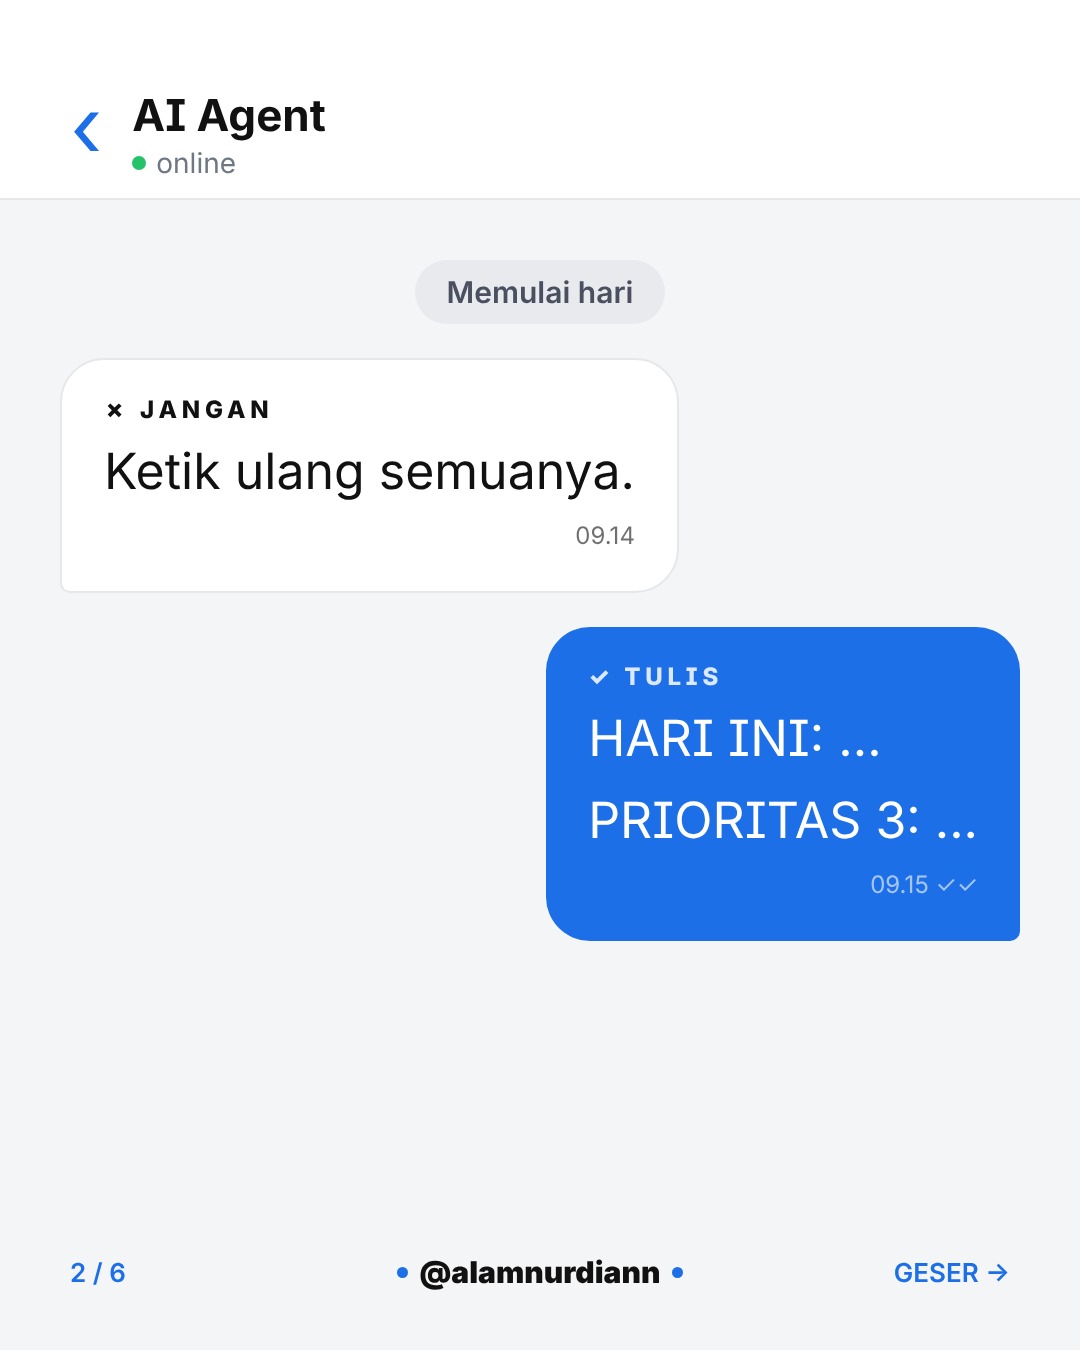 AI Agent
online
Memulai hari
× JANGAN
Ketik ulang semuanya.
09.14
✓ TULIS
HARI INI: ...
PRIORITAS 3: ...
09.15 ✓✓
2 / 6
• @alamnurdiann •
GESER →